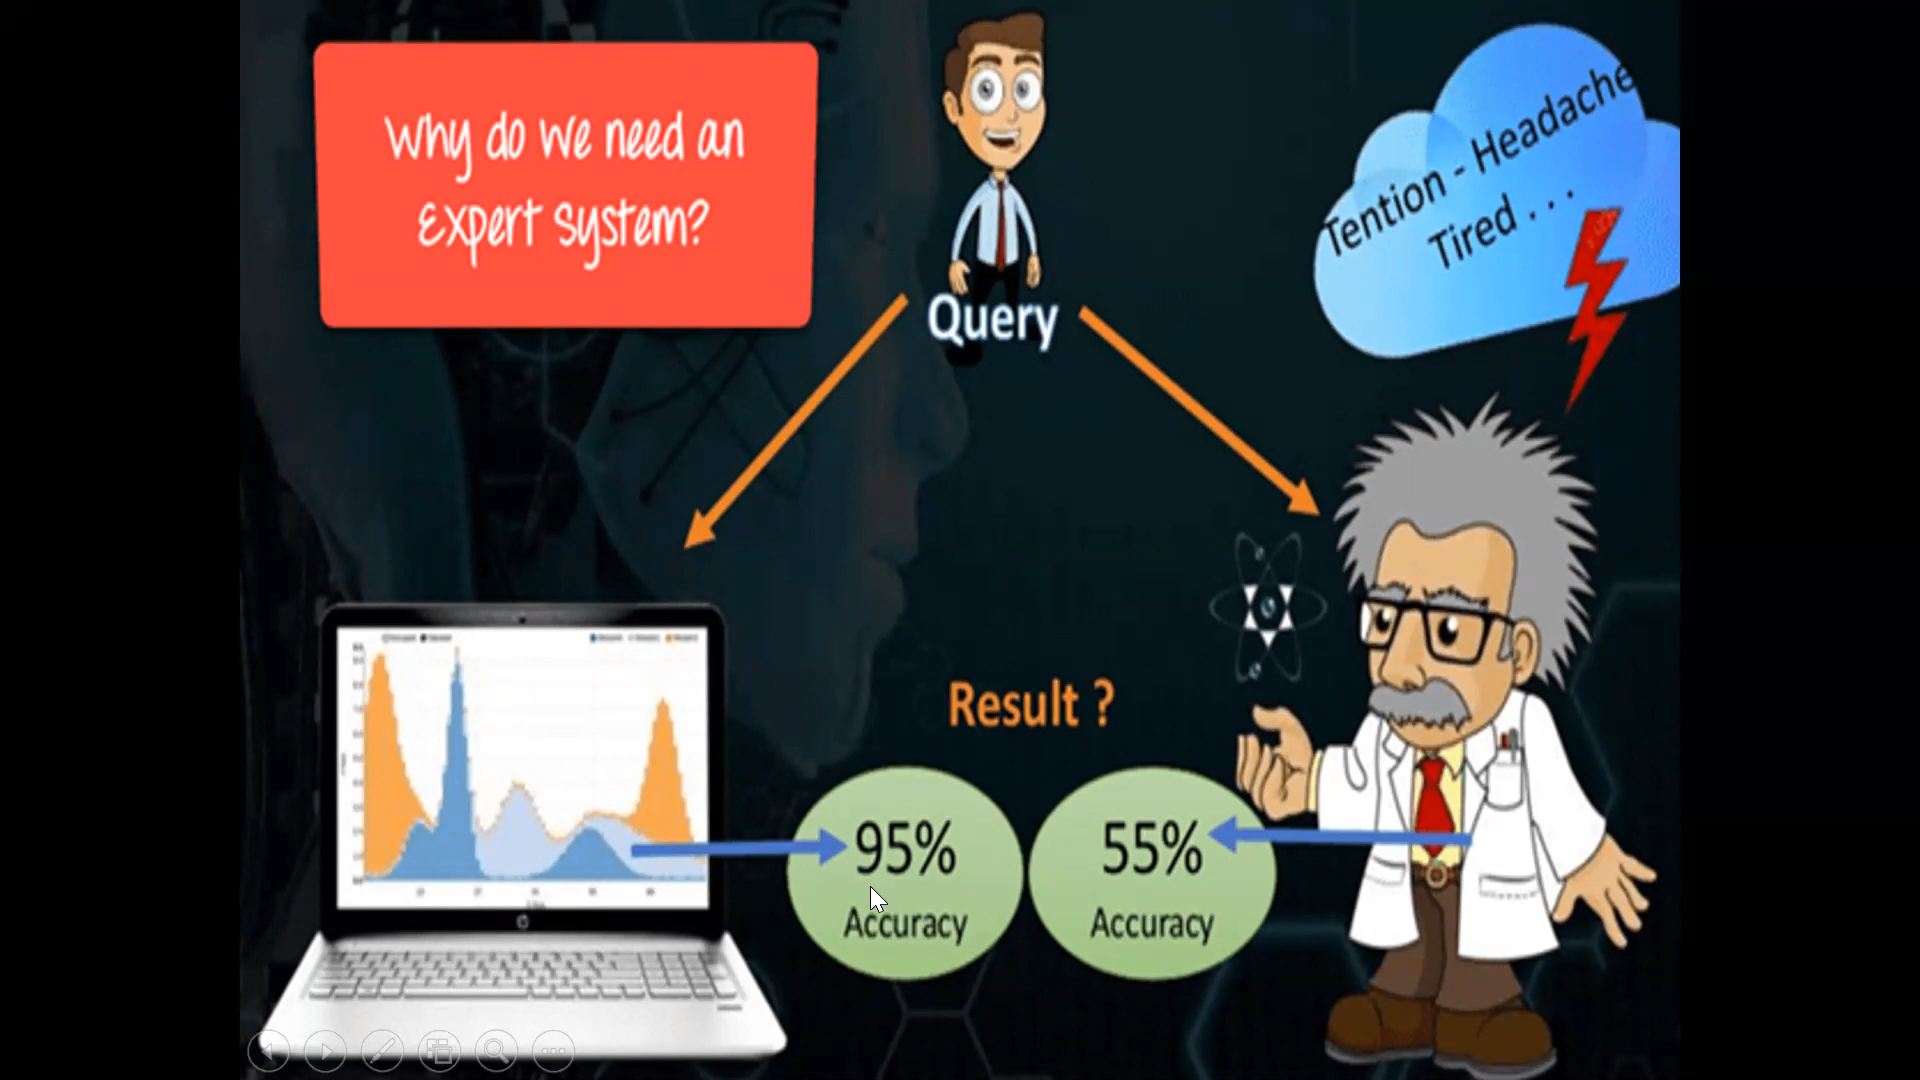 Why do we need an
Expert System?
Query
Tention - Headache
Tired . . .
Result ?
95%
Accuracy
55%
Accuracy